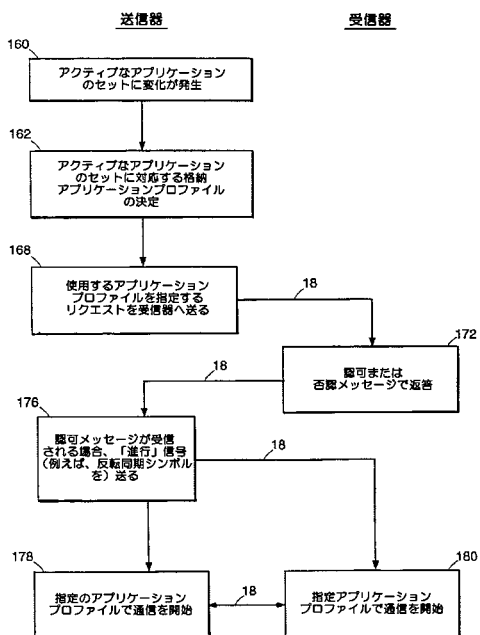 送信器
受信器
160
アクティブなアプリケーション
のセットに変化が発生
162
アクティブなアプリケーション
のセットに対応する格納
アプリケーションプロファイル
の決定
168
使用するアプリケーション
プロファイルを指定する
リクエストを受信器へ送る
18
172
認可または
否認メッセージで返答
18
176
認可メッセージが受信
される場合、「進行」信号
(例えば、反転同期シンボル
を)送る
18
178
指定のアプリケーション
プロファイルで通信を開始
18
180
指定アプリケーション
プロファイルで通信を開始